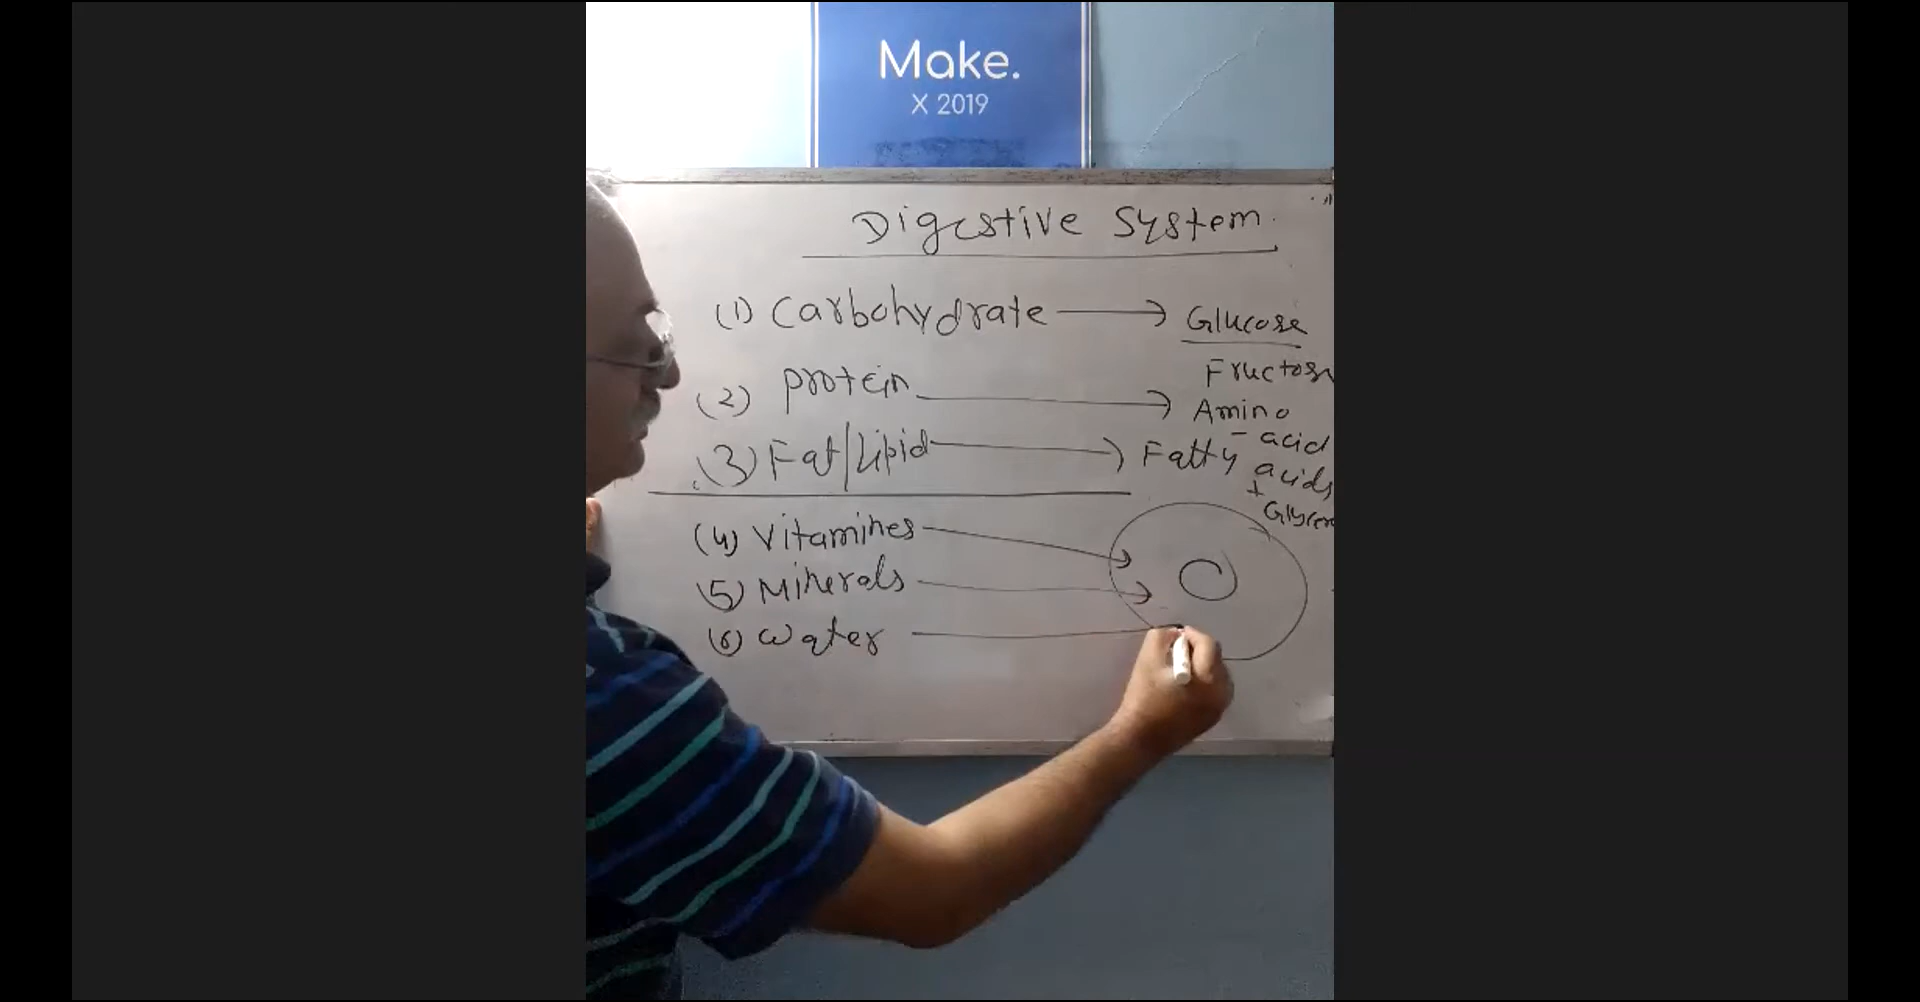 Make.
X 2019
Digestive System.
(1) Carbohydrate → Glucose
Fructose
(2) Protein → Amino
- acid
(3) Fat/Lipid → Fatty acids
+
Glycero
(4) Vitamines →
(5) Minerals →
(6) Water